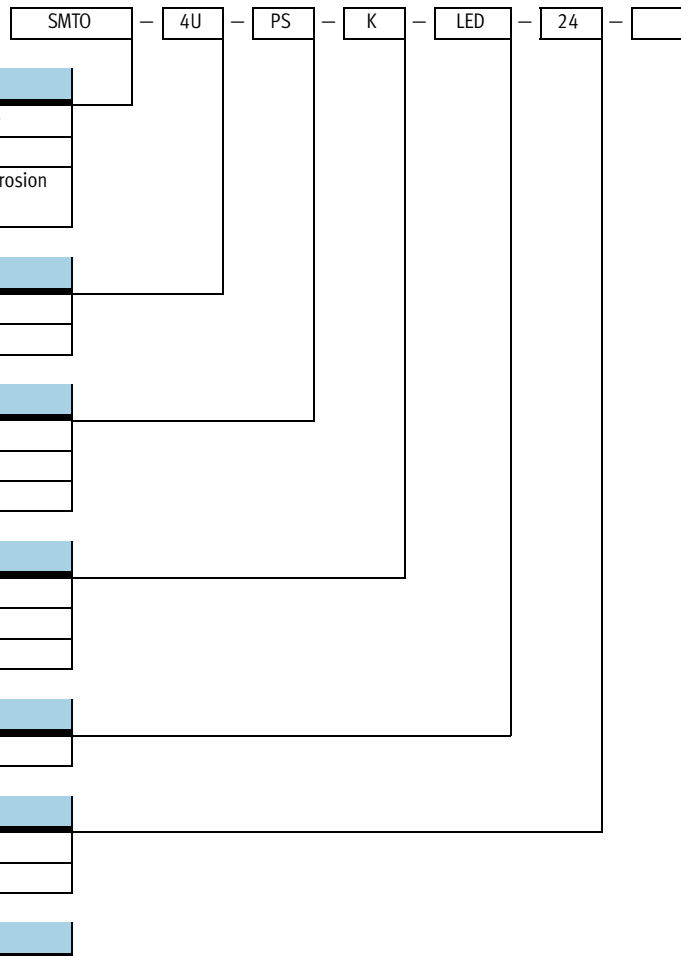 SMTO – 4U – PS – K – LED – 24 –
rosion